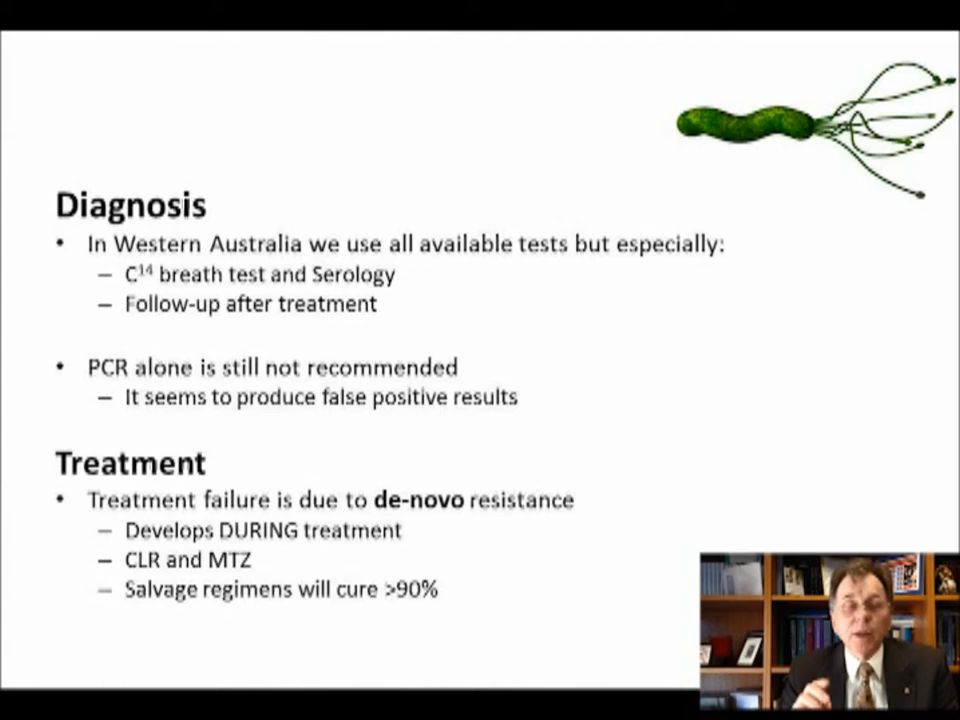 Diagnosis
• In Western Australia we use all available tests but especially:
– C¹⁴ breath test and Serology
– Follow-up after treatment
• PCR alone is still not recommended
– It seems to produce false positive results
Treatment
• Treatment failure is due to de-novo resistance
– Develops DURING treatment
– CLR and MTZ
– Salvage regimens will cure >90%